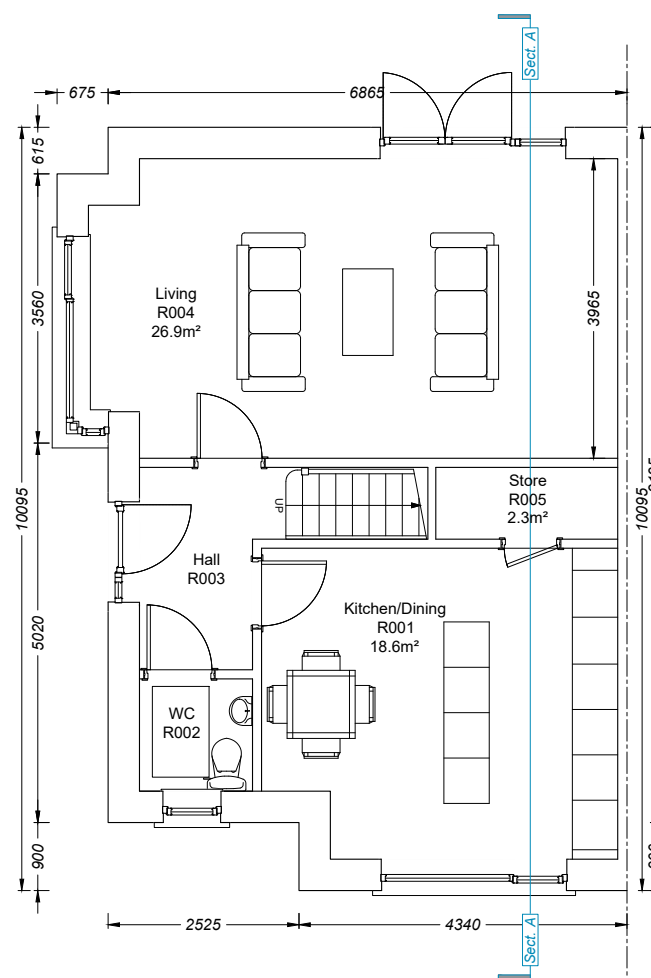 Sect. A
675
6865
615
3560
3965
Living
R004
26.9m²
10095
10095
Store
R005
2.3m²
UP
Hall
R003
Kitchen/Dining
R001
18.6m²
5020
WC
R002
900
2525
4340
Sect. A